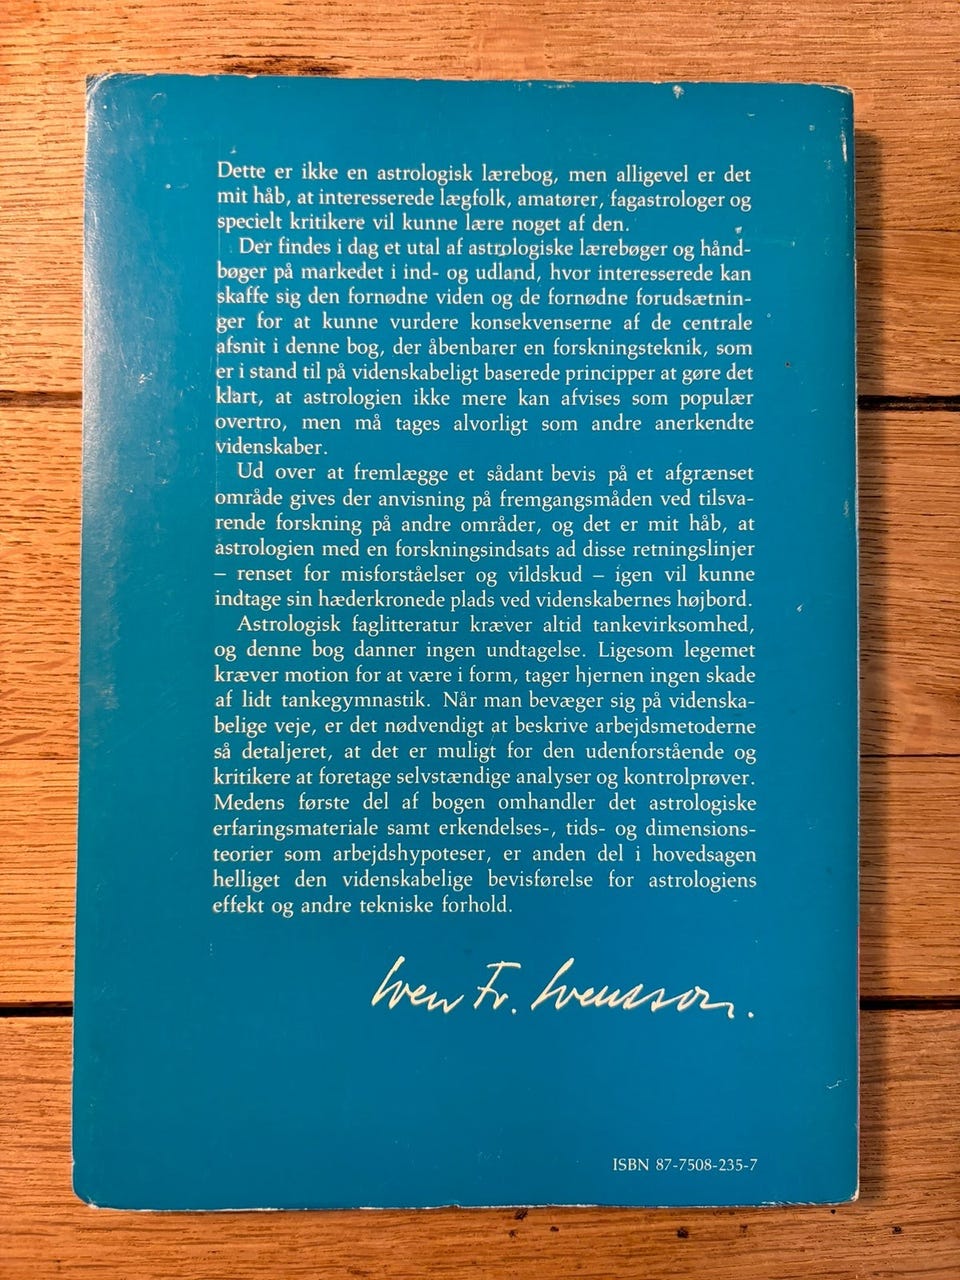 Dette er ikke en astrologisk lærebog, men alligevel er det
mit håb, at interesserede lægfolk, amatører, fagastrologer og
specielt kritikere vil kunne lære noget af den.
Der findes i dag et utal af astrologiske lærebøger og hånd-
bøger på markedet i ind- og udland, hvor interesserede kan
skaffe sig den fornødne viden og de fornødne forudsætnin-
ger for at kunne vurdere konsekvenserne af de centrale
afsnit i denne bog, der åbenbarer en forskningsteknik, som
er i stand til på videnskabeligt baserede principper at gøre det
klart, at astrologien ikke mere kan afvises som populær
overtro, men må tages alvorligt som andre anerkendte
videnskaber.
Ud over at fremlægge et sådant bevis på et afgrænset
område gives der anvisning på fremgangsmåden ved tilsva-
rende forskning på andre områder, og det er mit håb, at
astrologien med en forskningsindsats ad disse retningslinjer
– renset for misforståelser og vildskud – igen vil kunne
indtage sin hæderkronede plads ved videnskabernes højbord.
Astrologisk faglitteratur kræver altid tankevirksomhed,
og denne bog danner ingen undtagelse. Ligesom legemet
kræver motion for at være i form, tager hjernen ingen skade
af lidt tankegymnastik. Når man bevæger sig på videnska-
belige veje, er det nødvendigt at beskrive arbejdsmetoderne
så detaljeret, at det er muligt for den udenforstående og
kritikere at foretage selvstændige analyser og kontrolprøver.
Medens første del af bogen omhandler det astrologiske
erfaringsmateriale samt erkendelses-, tids- og dimensions-
teorier som arbejdshypoteser, er anden del i hovedsagen
helliget den videnskabelige bevisførelse for astrologiens
effekt og andre tekniske forhold.
Sven Fr. Svensson.
ISBN 87-7508-235-7